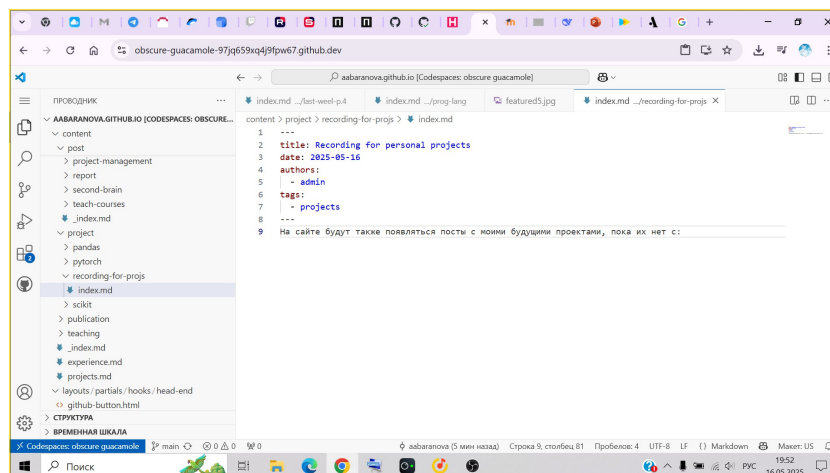 obscure-guacamole-97jq659xq4j9fpw67.github.dev
aabaranova.github.io [Codespaces: obscure guacamole]
ПРОВОДНИК
index.md .../last-weel-p.4
index.md .../prog-lang
featured5.jpg
index.md .../recording-for-projs
AABARANOVA.GITHUB.IO [CODESPACES: OBSCURE...
content > project > recording-for-projs > index.md
content
post
project-management
report
second-brain
teach-courses
_index.md
project
pandas
pytorch
recording-for-projs
index.md
scikit
publication
teaching
_index.md
experience.md
projects.md
layouts / partials / hooks / head-end
github-button.html
СТРУКТУРА
ВРЕМЕННАЯ ШКАЛА
1 ---
2 title: Recording for personal projects
3 date: 2025-05-16
4 authors:
5 - admin
6 tags:
7 - projects
8 ---
9 На сайте будут также появляться посты с моими будущими проектами, пока их нет с:
2
Codespaces: obscure guacamole
main
0 0
0
aabaranova (5 мин назад)
Строка 9, столбец 81
Пробелов: 4
UTF-8
LF
{} Markdown
Макет: US
Поиск
РУС
19:52
16.05.2025